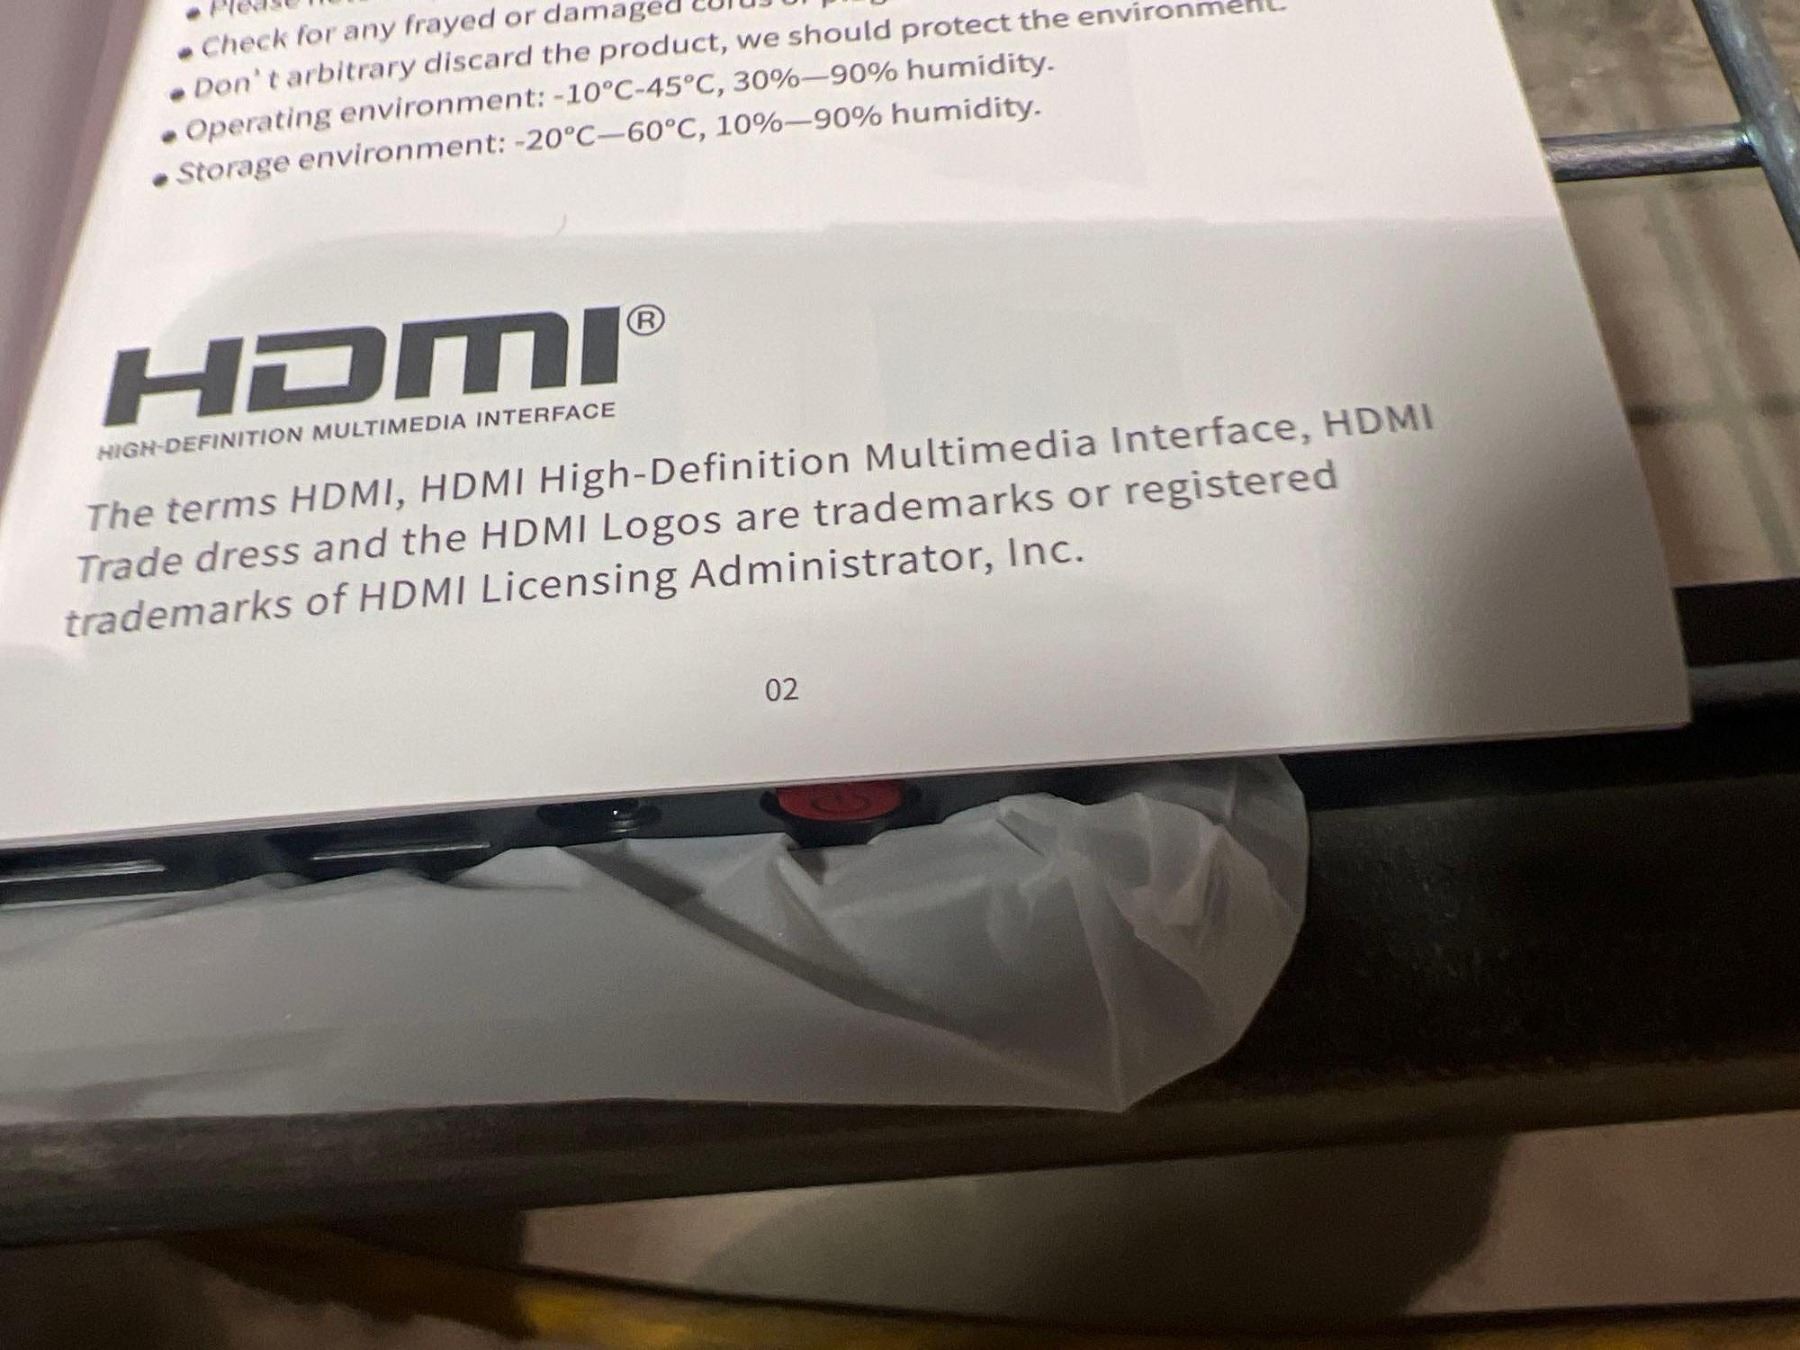 • Please
• Check for any frayed or damaged cords or
• Don't arbitrary discard the product, we should protect the environment.
• Operating environment: -10°C-45°C, 30%—90% humidity.
• Storage environment: -20°C—60°C, 10%—90% humidity.
HDMI®
HIGH-DEFINITION MULTIMEDIA INTERFACE
The terms HDMI, HDMI High-Definition Multimedia Interface, HDMI
Trade dress and the HDMI Logos are trademarks or registered
trademarks of HDMI Licensing Administrator, Inc.
02